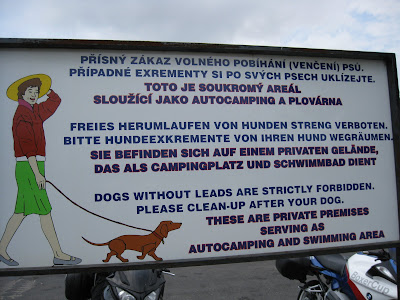 PŘÍSNÝ ZÁKAZ VOLNÉHO POBÍHÁNÍ (VENČENÍ) PSŮ.
PŘÍPADNÉ EXREMENTY SI PO SVÝCH PSECH UKLÍZEJTE.
TOTO JE SOUKROMÝ AREÁL
SLOUŽÍCÍ JAKO AUTOCAMPING A PLOVÁRNA
FREIES HERUMLAUFEN VON HUNDEN STRENG VERBOTEN.
BITTE HUNDEEXKREMENTE VON IHREN HUND WEGRÄUMEN.
SIE BEFINDEN SICH AUF EINEM PRIVATEN GELÄNDE,
DAS ALS CAMPINGPLATZ UND SCHWIMMBAD DIENT
DOGS WITHOUT LEADS ARE STRICTLY FORBIDDEN.
PLEASE CLEAN-UP AFTER YOUR DOG.
THESE ARE PRIVATE PREMISES
SERVING AS
AUTOCAMPING AND SWIMMING AREA
BoxerCUP